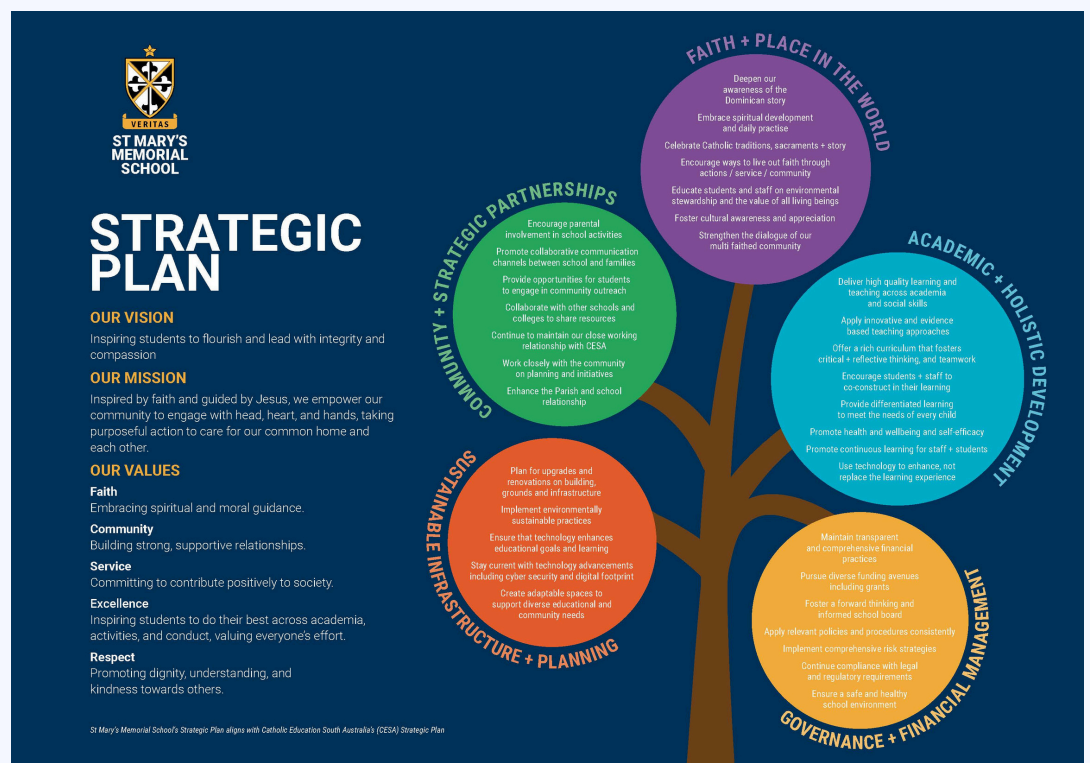 VERITAS
ST MARY'S
MEMORIAL
SCHOOL
STRATEGIC
PLAN
OUR VISION
Inspiring students to flourish and lead with integrity and
compassion
OUR MISSION
Inspired by faith and guided by Jesus, we empower our
community to engage with head, heart, and hands, taking
purposeful action to care for our common home and
each other.
OUR VALUES
Faith
Embracing spiritual and moral guidance.
Community
Building strong, supportive relationships.
Service
Committing to contribute positively to society.
Excellence
Inspiring students to do their best across academia,
activities, and conduct, valuing everyone's effort.
Respect
Promoting dignity, understanding, and
kindness towards others.
St Mary's Memorial School's Strategic Plan aligns with Catholic Education South Australia's (CESA) Strategic Plan
FAITH + PLACE IN THE WORLD
Deepen our
awareness of the
Dominican story
Embrace spiritual development
and daily practise
Celebrate Catholic traditions, sacraments + story
Encourage ways to live out faith through
actions / service / community
Educate students and staff on environmental
stewardship and the value of all living beings
Foster cultural awareness and appreciation
Strengthen the dialogue of our
multi faithed community
COMMUNITY + STRATEGIC PARTNERSHIPS
Encourage parental
involvement in school activities
Promote collaborative communication
channels between school and families
Provide opportunities for students
to engage in community outreach
Collaborate with other schools and
colleges to share resources
Continue to maintain our close working
relationship with CESA
Work closely with the community
on planning and initiatives
Enhance the Parish and school
relationship
ACADEMIC + HOLISTIC DEVELOPMENT
Deliver high quality learning and
teaching across academia
and social skills
Apply innovative and evidence
based teaching approaches
Offer a rich curriculum that fosters
critical + reflective thinking, and teamwork
Encourage students + staff to
co-construct in their learning
Provide differentiated learning
to meet the needs of every child
Promote health and wellbeing and self-efficacy
Promote continuous learning for staff + students
Use technology to enhance, not
replace the learning experience
SUSTAINABLE INFRASTRUCTURE + PLANNING
Plan for upgrades and
renovations on building,
grounds and infrastructure
Implement environmentally
sustainable practices
Ensure that technology enhances
educational goals and learning
Stay current with technology advancements
including cyber security and digital footprint
Create adaptable spaces to
support diverse educational and
community needs
GOVERNANCE + FINANCIAL MANAGEMENT
Maintain transparent
and comprehensive financial
practices
Pursue diverse funding avenues
including grants
Foster a forward thinking and
informed school board
Apply relevant policies and procedures consistently
Implement comprehensive risk strategies
Continue compliance with legal
and regulatory requirements
Ensure a safe and healthy
school environment